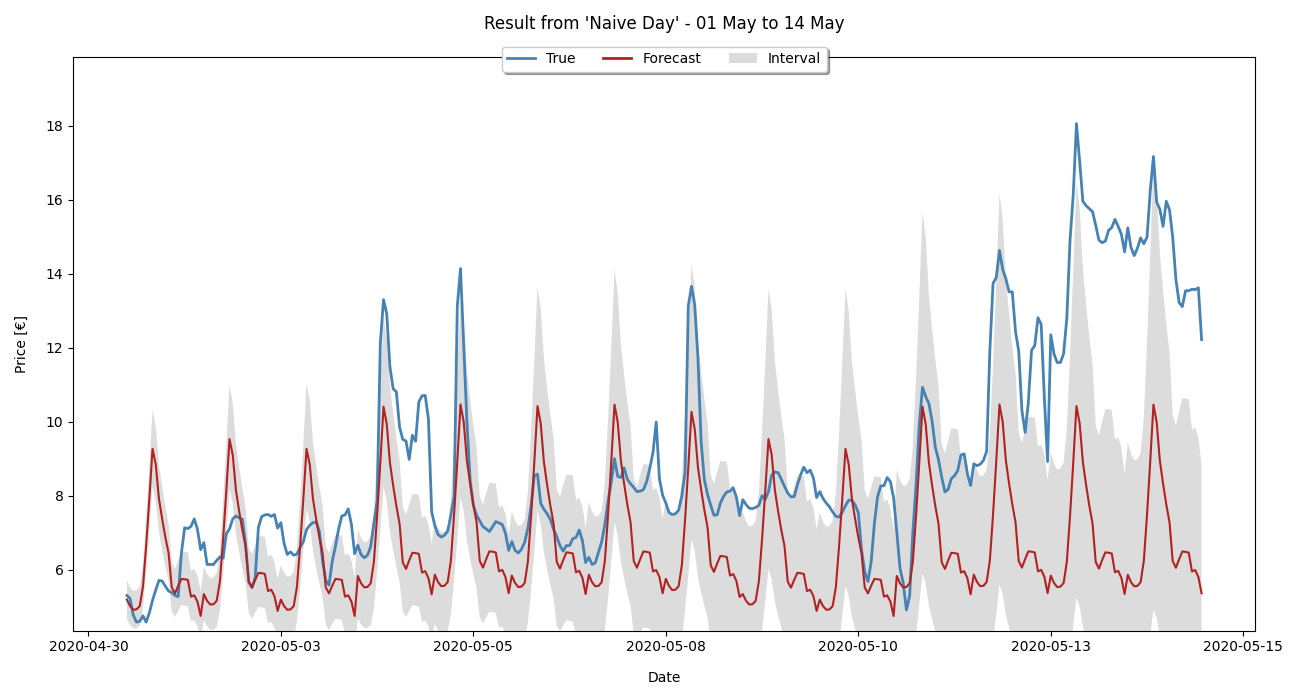 Result from 'Naive Day' - 01 May to 14 May
True
Forecast
Interval
Price [€]
18
16
14
12
10
8
6
2020-04-30
2020-05-03
2020-05-05
2020-05-08
2020-05-10
2020-05-13
2020-05-15
Date